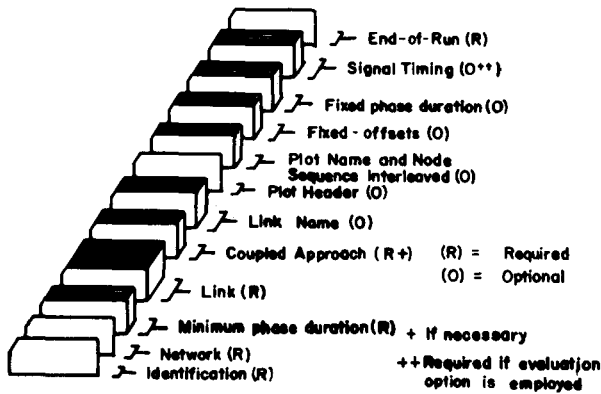 End-of-Run (R)
Signal Timing (O++)
Fixed phase duration (O)
Fixed-offsets (O)
Plot Name and Node
Sequence Interleaved (O)
Plot Header (O)
Link Name (O)
Coupled Approach (R+)
(R) = Required
(O) = Optional
Link (R)
Minimum phase duration (R)
+ If necessary
Network (R)
++Required if evaluation
option is employed
Identification (R)